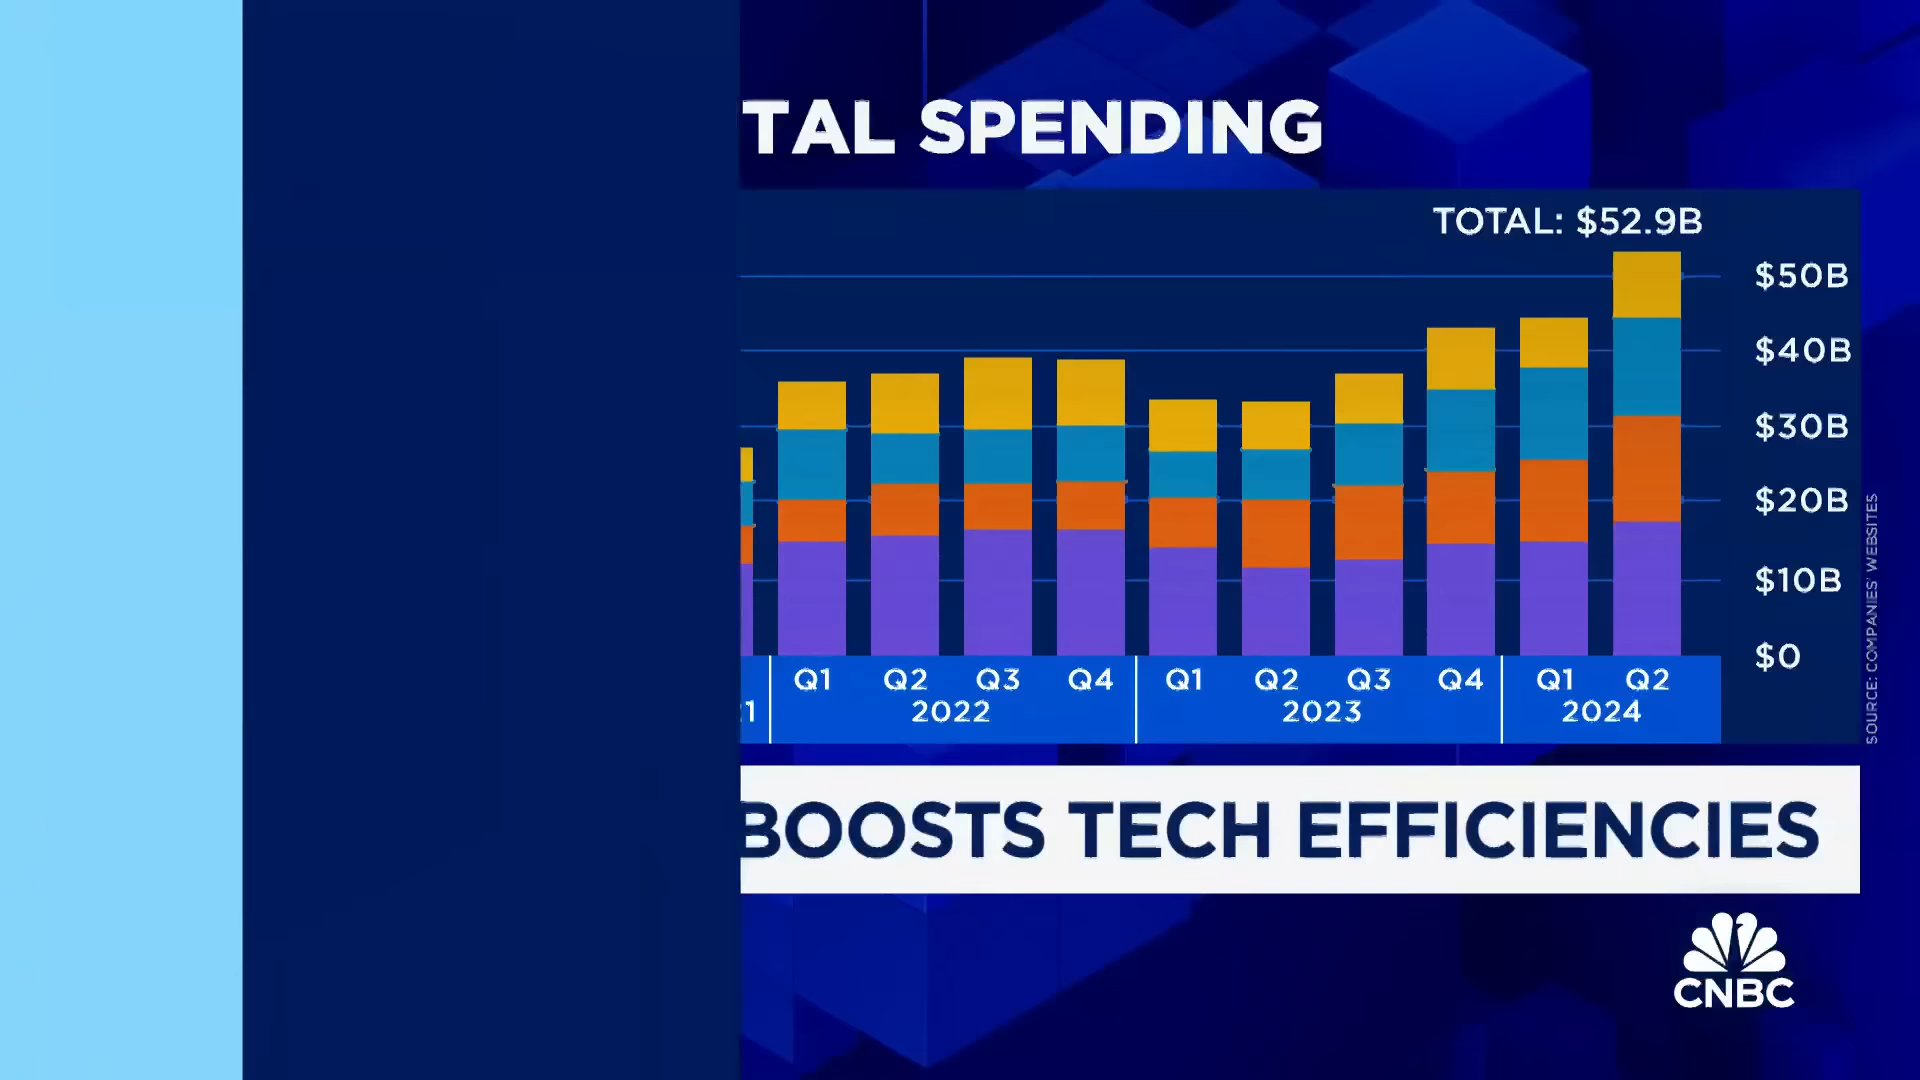 TAL SPENDING
TOTAL: $52.9B
$50B
$40B
$30B
$20B
$10B
$0
Q1 Q2 Q3 Q4 Q1 Q2 Q3 Q4 Q1 Q2
1 2022 2023 2024
SOURCE: COMPANIES' WEBSITES
BOOSTS TECH EFFICIENCIES
CNBC